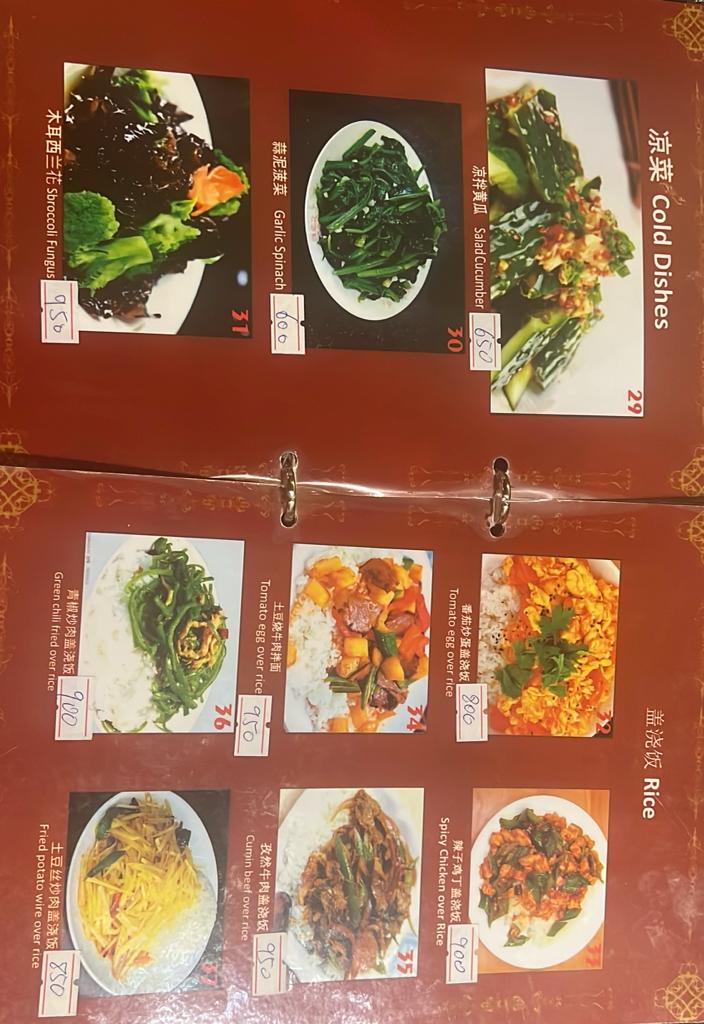 凉菜 Cold Dishes
29
凉拌黄瓜 Salad Cucumber
650
30
蒜泥菠菜 Garlic Spinach
600
31
木耳西兰花 Sbroccoli Fungus
950
盖浇饭 Rice
32
番茄炒蛋盖浇饭
Tomato egg over rice
800
33
辣子鸡丁盖浇饭
Spicy Chicken over Rice
900
34
土豆烧牛肉拌面
Tomato egg over rice
950
35
孜然牛肉盖浇饭
Cumin beef over rice
950
36
青椒炒肉盖浇饭
Green chili fried over rice
900
37
土豆丝炒肉盖浇饭
Fried potato wire over rice
850